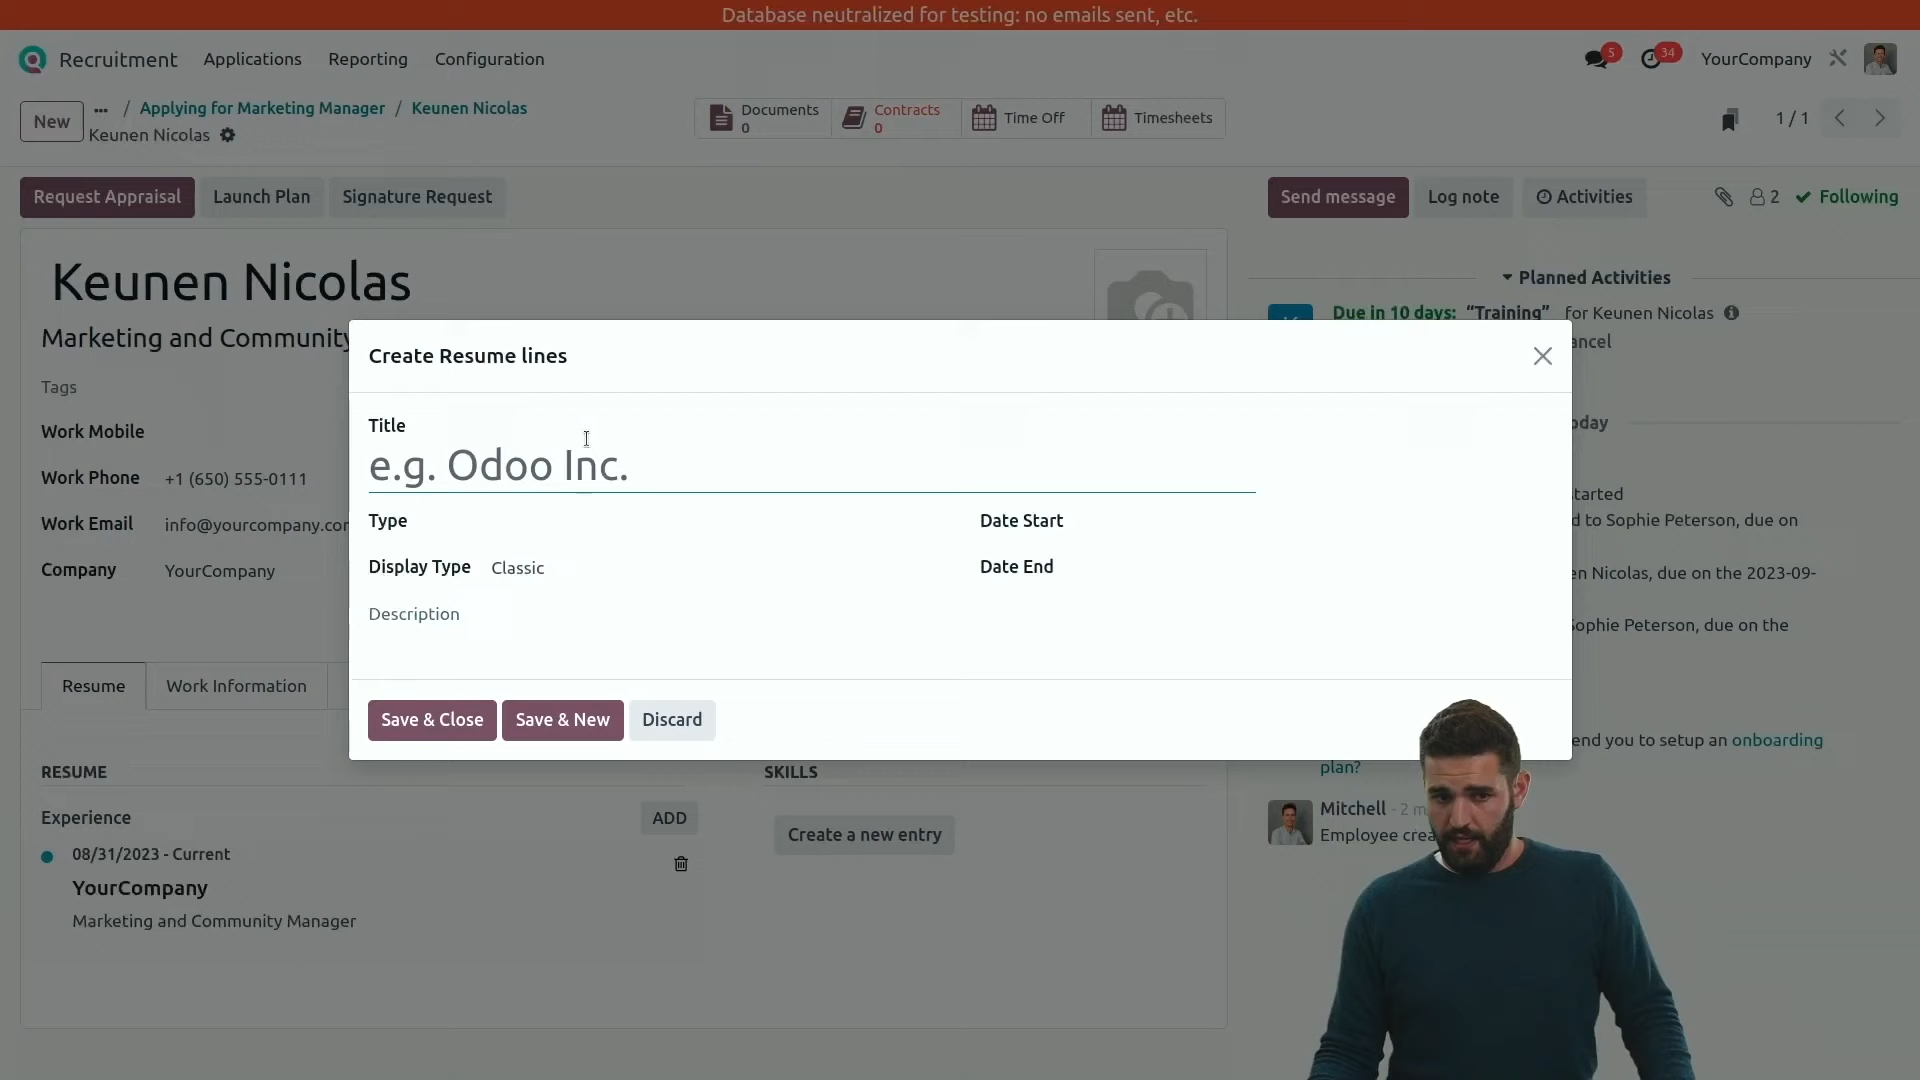 Database neutralized for testing: no emails sent, etc.
Recruitment Applications Reporting Configuration
5 34 YourCompany
New ... / Applying for Marketing Manager / Keunen Nicolas
Keunen Nicolas
Documents 0
Contracts 0
Time Off
Timesheets
1 / 1
Request Appraisal Launch Plan Signature Request
Send message Log note Activities 2 Following
Keunen Nicolas
Marketing and Community
Tags
Work Mobile
Work Phone +1 (650) 555-0111
Work Email info@yourcompany.com
Company YourCompany
Planned Activities
Due in 10 days: “Training” for Keunen Nicolas
ancel
oday
started
d to Sophie Peterson, due on
en Nicolas, due on the 2023-09-
Sophie Peterson, due on the
end you to setup an onboarding
plan?
Mitchell - 2 m
Employee crea
Create Resume lines
Title
e.g. Odoo Inc.
Type
Date Start
Display Type Classic
Date End
Description
Save & Close Save & New Discard
Resume Work Information
RESUME
Experience ADD
08/31/2023 - Current
YourCompany
Marketing and Community Manager
SKILLS
Create a new entry